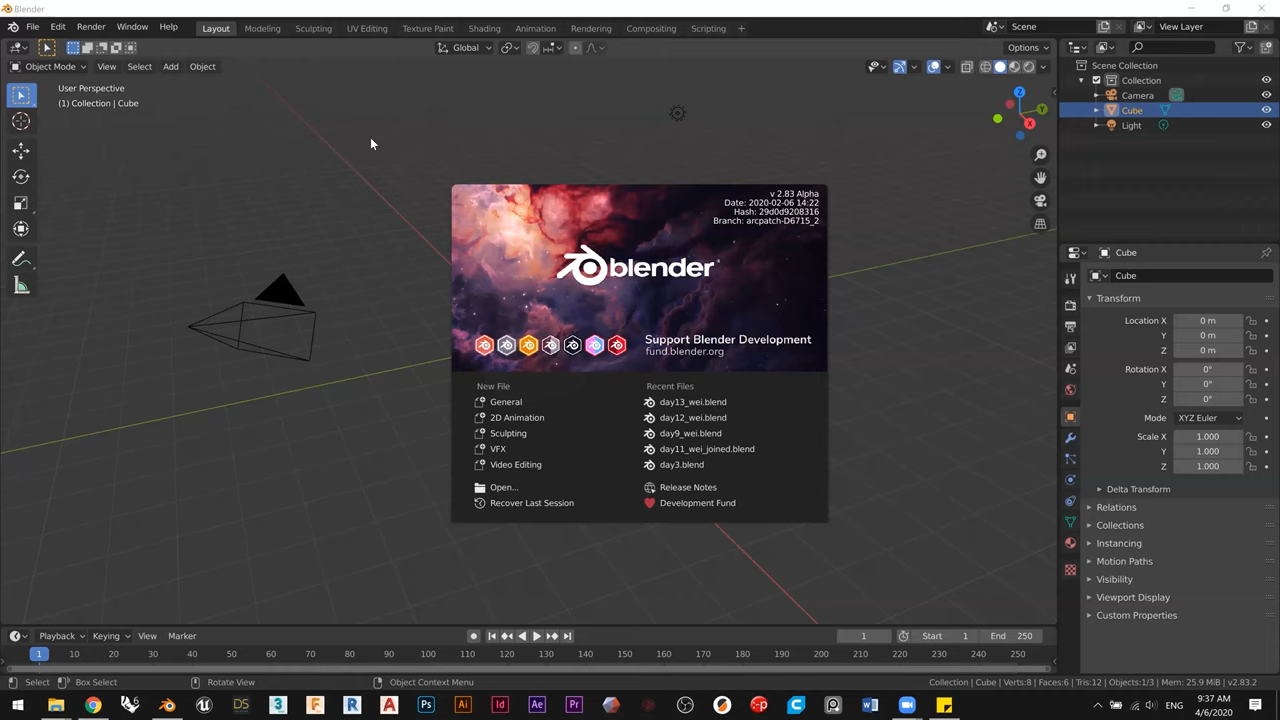 Blender
File Edit Render Window Help Layout Modeling Sculpting UV Editing Texture Paint Shading Animation Rendering Compositing Scripting + Scene View Layer
Global Options
Object Mode View Select Add Object
User Perspective
(1) Collection | Cube
Z
Y
X
Scene Collection
Collection
Camera
Cube
Light
v 2.83 Alpha
Date: 2020-02-06 14:22
Hash: 29d0d9208316
Branch: arcpatch-D6715_2
blender
Support Blender Development
fund.blender.org
New File
General
2D Animation
Sculpting
VFX
Video Editing
Open...
Recover Last Session
Recent Files
day13_wei.blend
day12_wei.blend
day9_wei.blend
day11_wei_joined.blend
day3.blend
Release Notes
Development Fund
Cube
Cube
Transform
Location X 0 m
Y 0 m
Z 0 m
Rotation X 0°
Y 0°
Z 0°
Mode XYZ Euler
Scale X 1.000
Y 1.000
Z 1.000
Delta Transform
Relations
Collections
Instancing
Motion Paths
Visibility
Viewport Display
Custom Properties
Playback Keying View Marker 1 Start 1 End 250
1 10 20 30 40 50 60 70 80 90 100 110 120 130 140 150 160 170 180 190 200 210 220 230 240 250
Select Box Select Rotate View Object Context Menu Collection | Cube | Verts:8 | Faces:6 | Tris:12 | Objects:1/3 | Mem: 25.9 MiB | v2.83.2
DS 3 F R A Ps Ai Id Ae Pr W
ENG
9:37 AM
4/6/2020